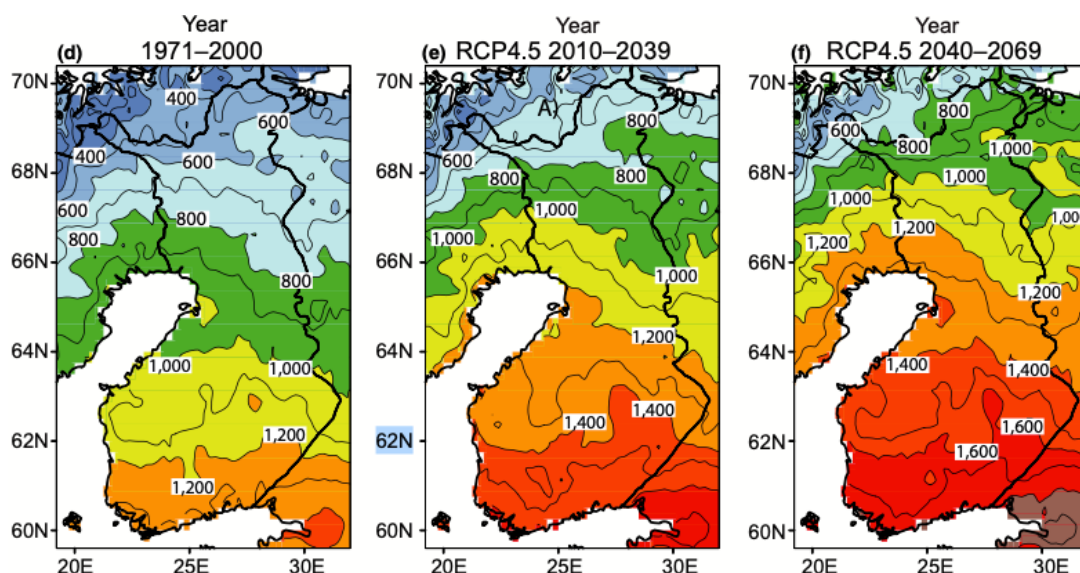 Year
Year
(d) 1971–2000
(e) RCP4.5 2010–2039
(f) RCP4.5 2040–2069
70N
400
600
400
600
68N
600
800
800
66N
800
64N
1,000
1,000
62N
1,200
1,200
60N
20E
25E
30E
70N
A)
800
600
68N
800
800
1,000
1,000
66N
1,000
64N
1,200
1,400
1,400
62N
60N
20E
25E
30E
70N
800
600
800
1,000
68N
1,000
1,000
1,00
1,200
1,200
66N
1,200
64N
1,400
1,400
62N
1,600
1,600
60N
20E
25E
30E